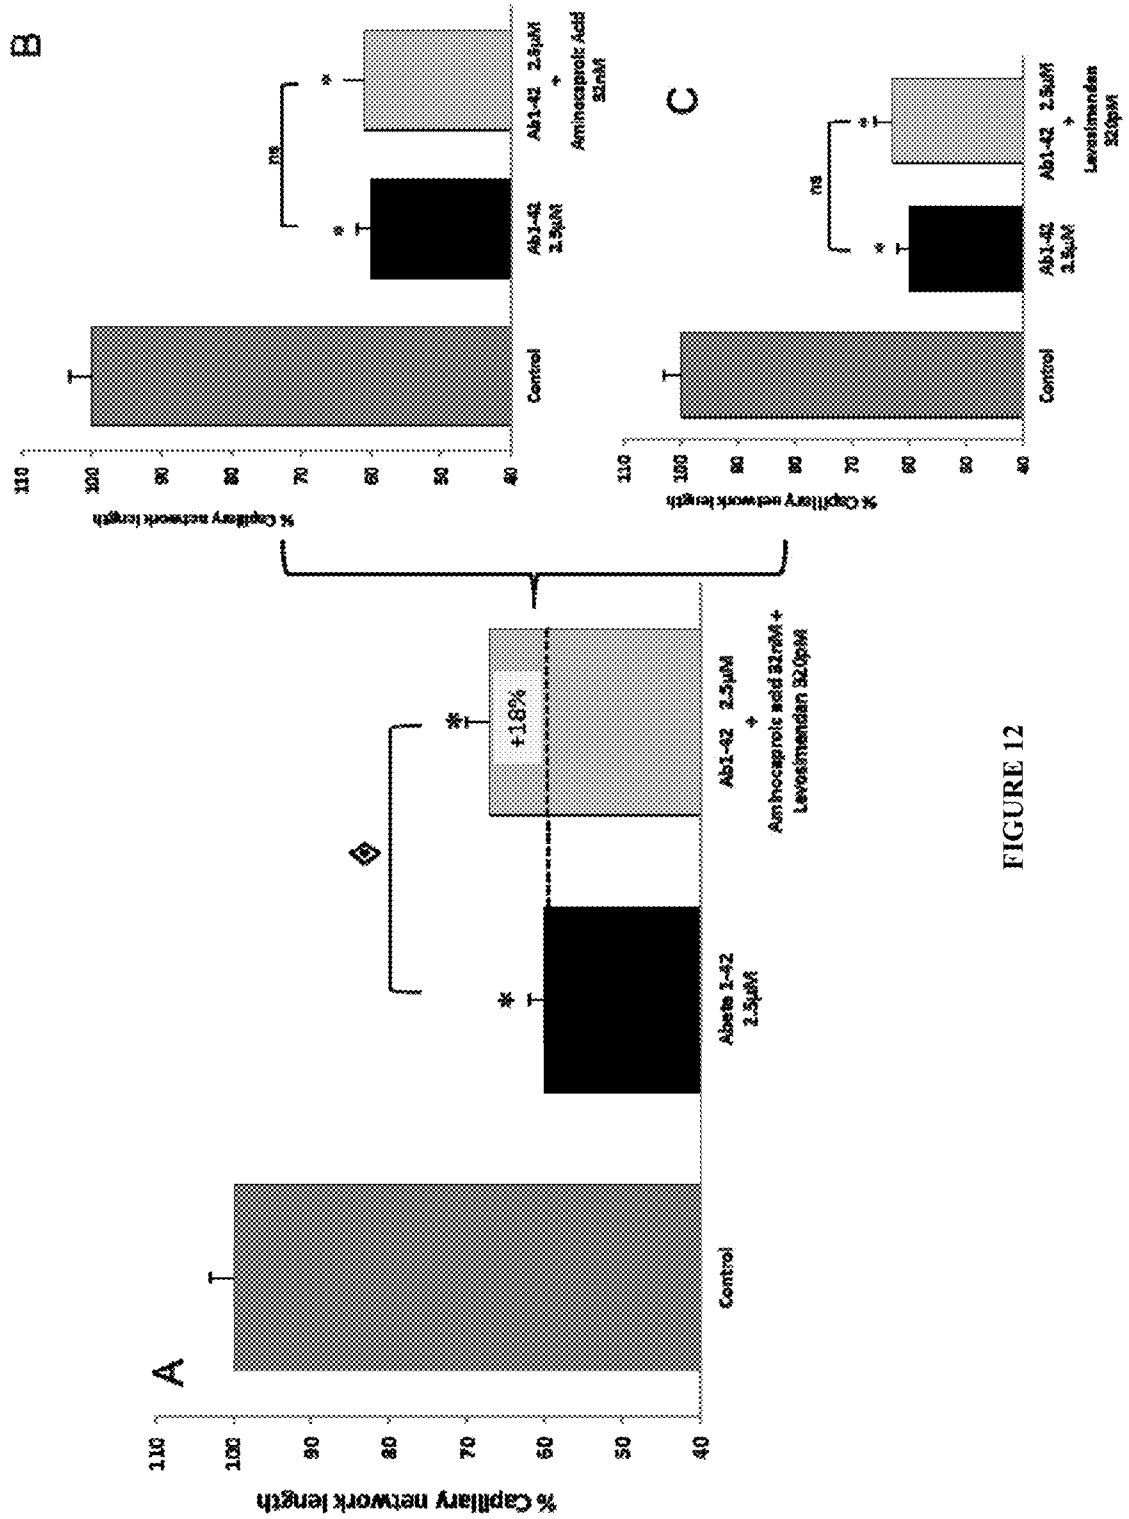 A
% Capillary network length
110
100
90
80
70
60
50
40
*
*
+18%
Control
Abeta 1-42
2.5µM
Ab1-42 2.5µM
+
Aminocaproic acid 32nM +
Levosimendan 320pM
B
% Capillary network length
110
100
90
80
70
60
50
40
ns
*
*
Control
Ab1-42
2.5µM
Ab1-42 2.5µM
+
Aminocaproic Acid
32nM
C
% Capillary network length
110
100
90
80
70
60
50
40
ns
*
*
Control
Ab1-42
2.5µM
Ab1-42 2.5µM
+
Levosimendan
320pM
FIGURE 12